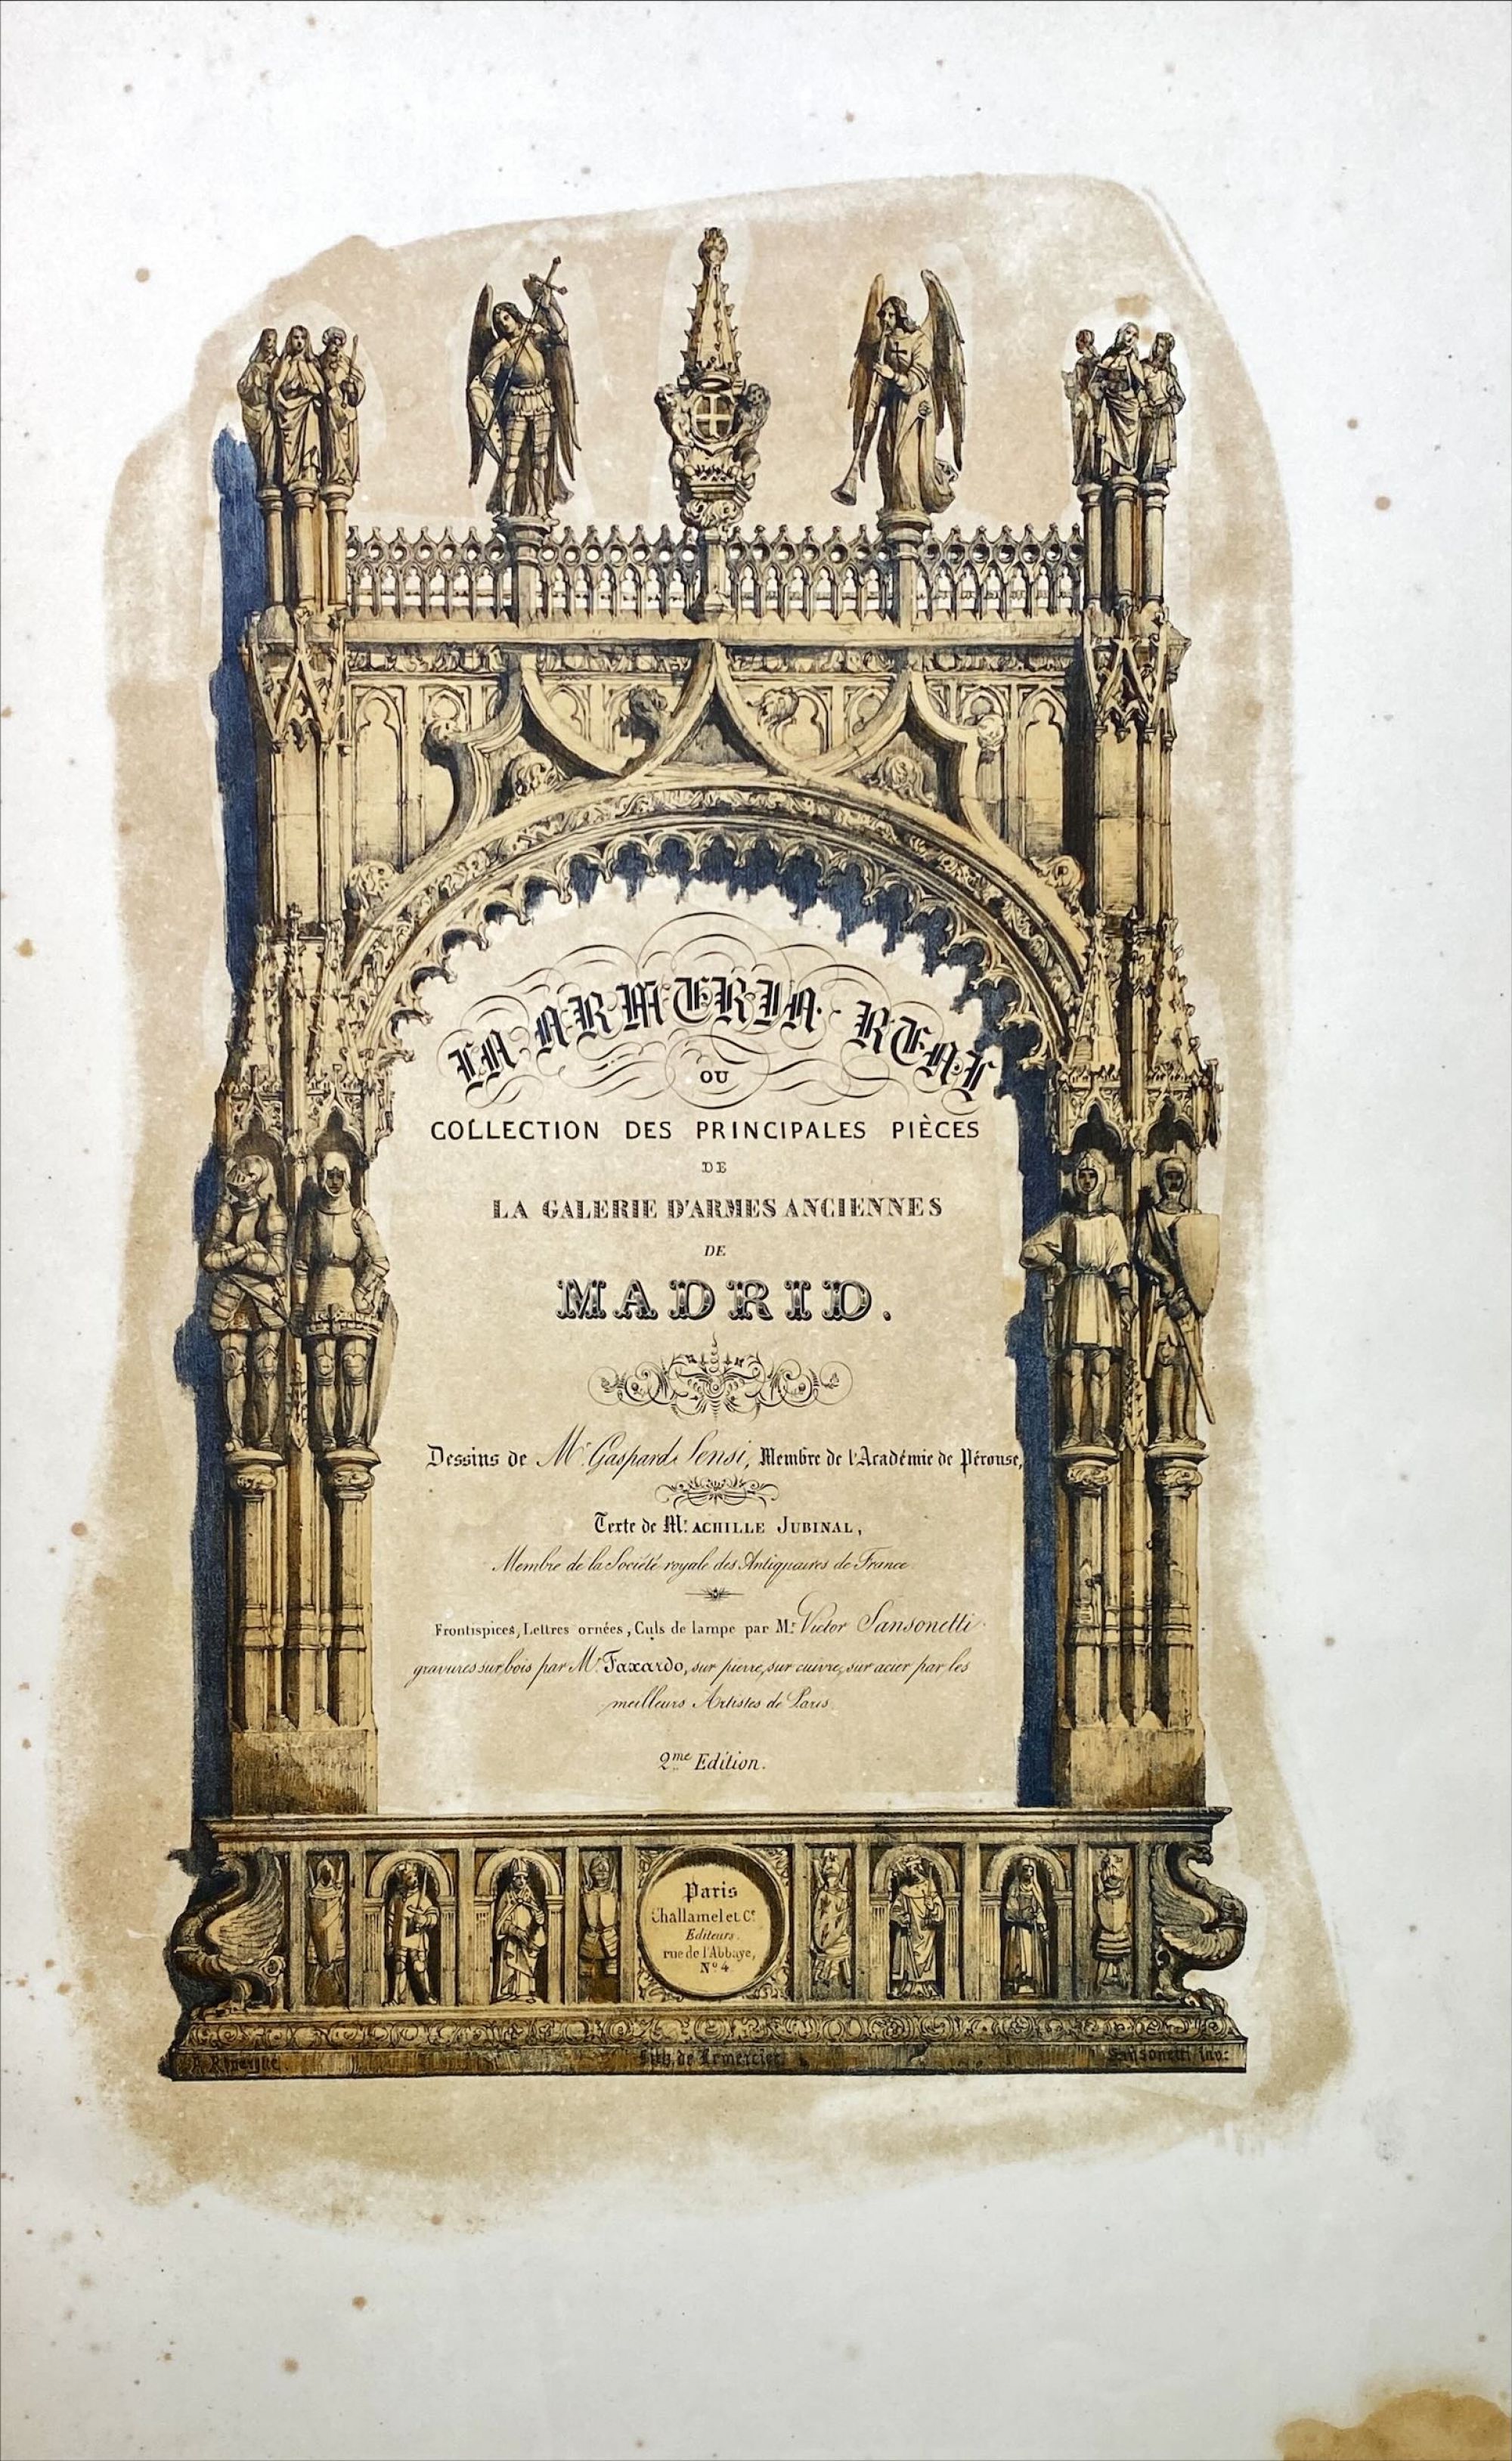 LA ARMERIA REAL
OU
COLLECTION DES PRINCIPALES PIÈCES
DE
LA GALERIE D'ARMES ANCIENNES
DE
MADRID.
Dessins de Mr. Gaspard Sensi, Membre de l'Académie de Pérouse,
Texte de Mr. ACHILLE JUBINAL,
Membre de la Société royale des Antiquaires de France.
Frontispices, Lettres ornées, Culs de lampe par Mr. Victor Sansonetti
gravures sur bois par Mr. Faxardo, sur pierre, sur cuivre, sur acier par les
meilleurs Artistes de Paris.
2me Edition.
Paris
Challamel et Ce
Editeurs.
rue de l'Abbaye,
No 4
Lith. de Lemercier
Sansonetti Inv: